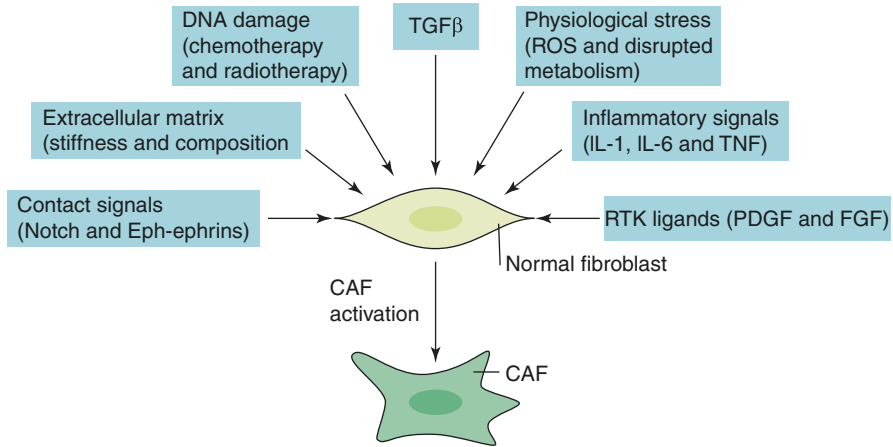 DNA damage
(chemotherapy
and radiotherapy)
TGFβ
Physiological stress
(ROS and disrupted
metabolism)
Extracellular matrix
(stiffness and composition
Inflammatory signals
(IL-1, IL-6 and TNF)
Contact signals
(Notch and Eph-ephrins)
RTK ligands (PDGF and FGF)
Normal fibroblast
CAF
activation
CAF